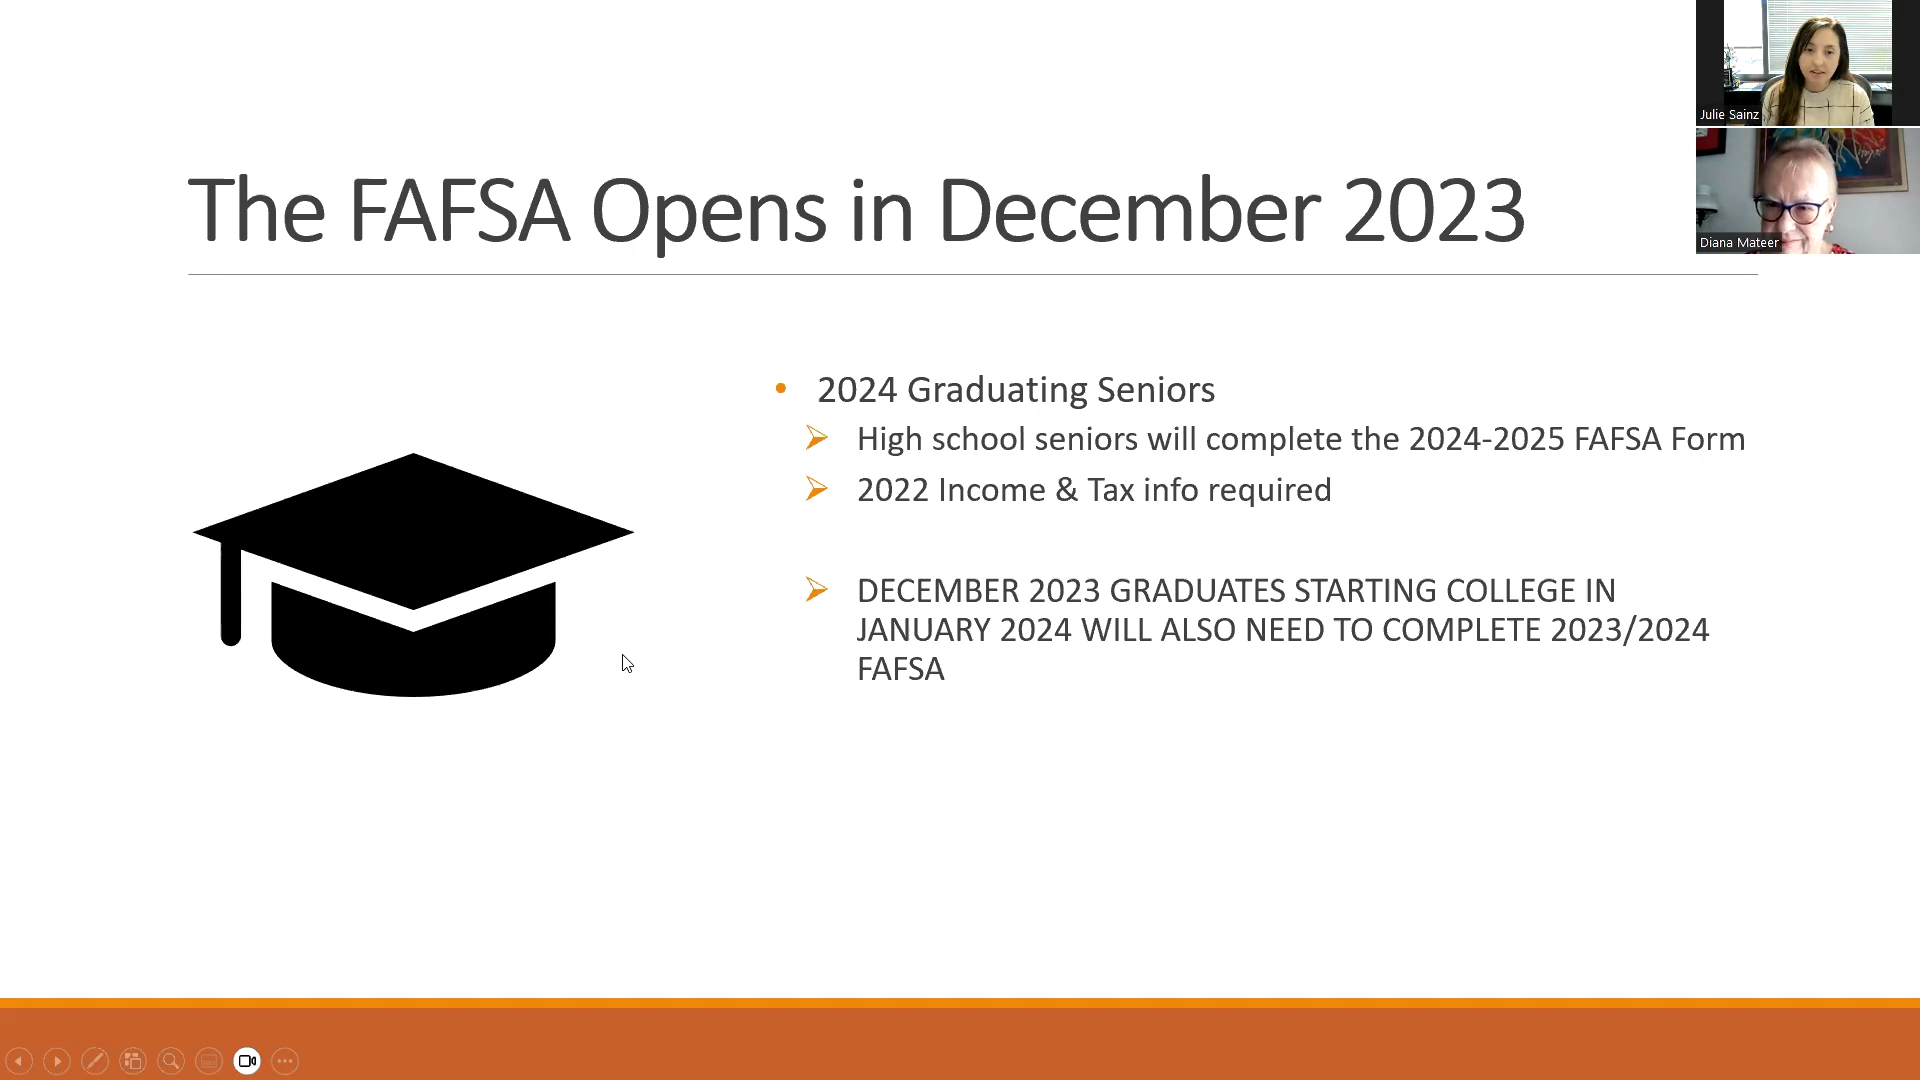 The FAFSA Opens in December 2023
Julie Sainz
Diana Mateer
• 2024 Graduating Seniors
High school seniors will complete the 2024-2025 FAFSA Form
2022 Income & Tax info required
DECEMBER 2023 GRADUATES STARTING COLLEGE IN
JANUARY 2024 WILL ALSO NEED TO COMPLETE 2023/2024
FAFSA